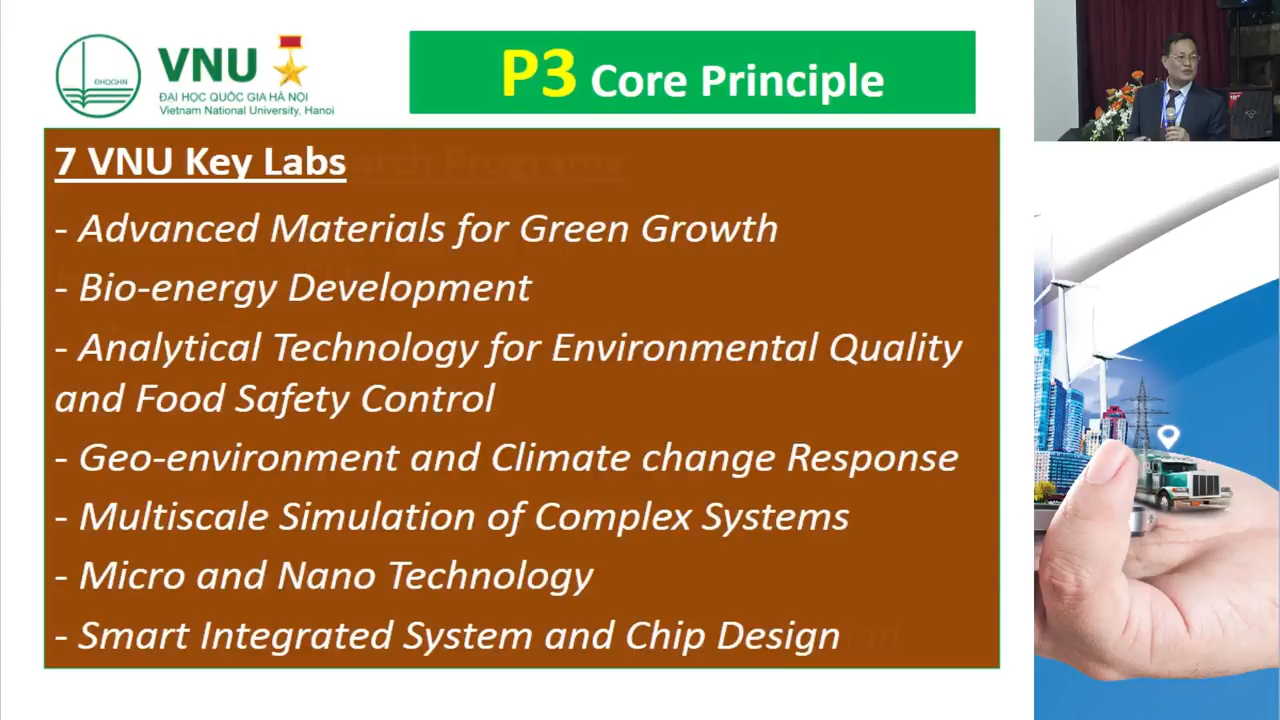 ĐHQGHN
VNU
ĐẠI HỌC QUỐC GIA HÀ NỘI
Vietnam National University, Hanoi
P3 Core Principle
7 VNU Key Labs
- Advanced Materials for Green Growth
- Bio-energy Development
- Analytical Technology for Environmental Quality
and Food Safety Control
- Geo-environment and Climate change Response
- Multiscale Simulation of Complex Systems
- Micro and Nano Technology
- Smart Integrated System and Chip Design